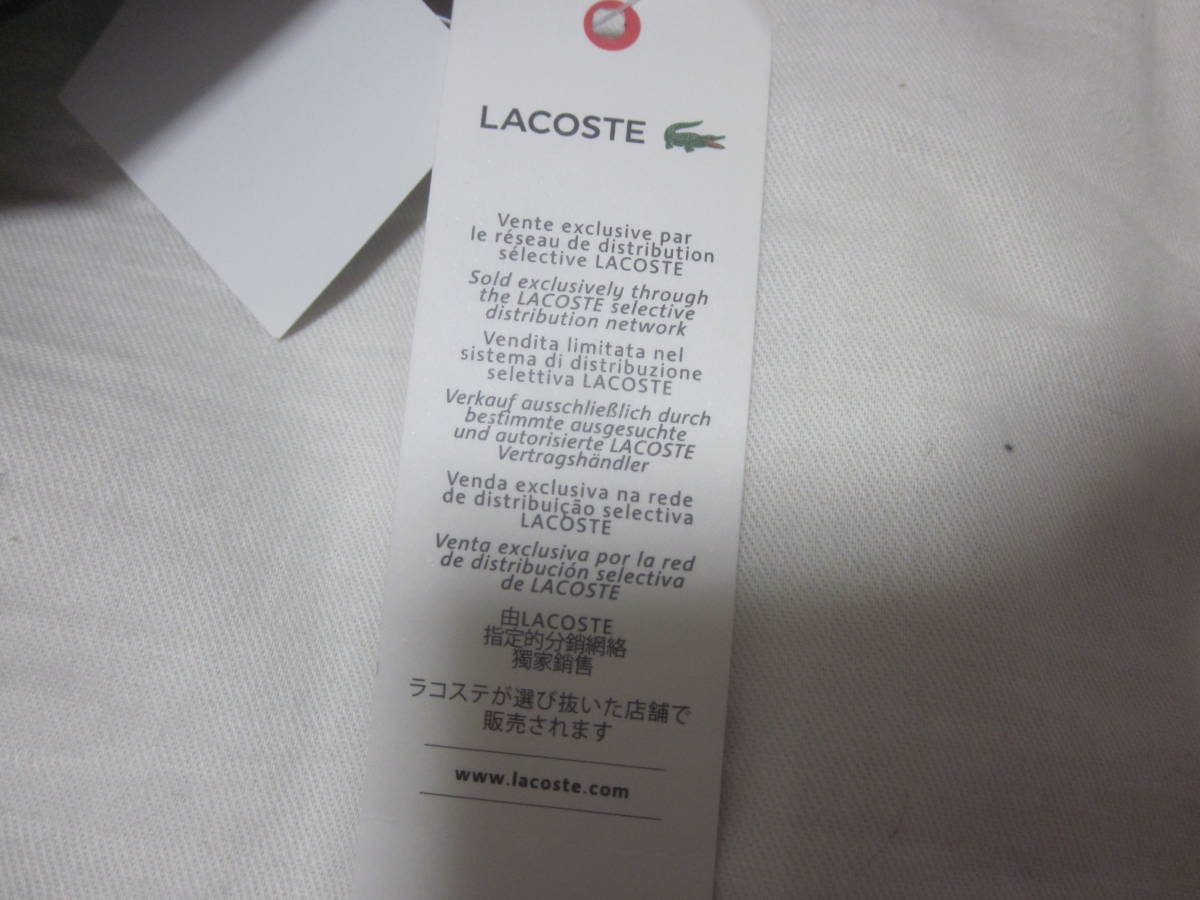 LACOSTE
Vente exclusive par
le réseau de distribution
sélective LACOSTE
Sold exclusively through
the LACOSTE selective
distribution network
Vendita limitata nel
sistema di distribuzione
selettiva LACOSTE
Verkauf ausschließlich durch
bestimmte ausgesuchte
und autorisierte LACOSTE
Vertragshändler
Venda exclusiva na rede
de distribuição selectiva
LACOSTE
Venta exclusiva por la red
de distribución selectiva
de LACOSTE
由LACOSTE
指定的分銷網絡
獨家銷售
ラコステが選び抜いた店舗で
販売されます
www.lacoste.com